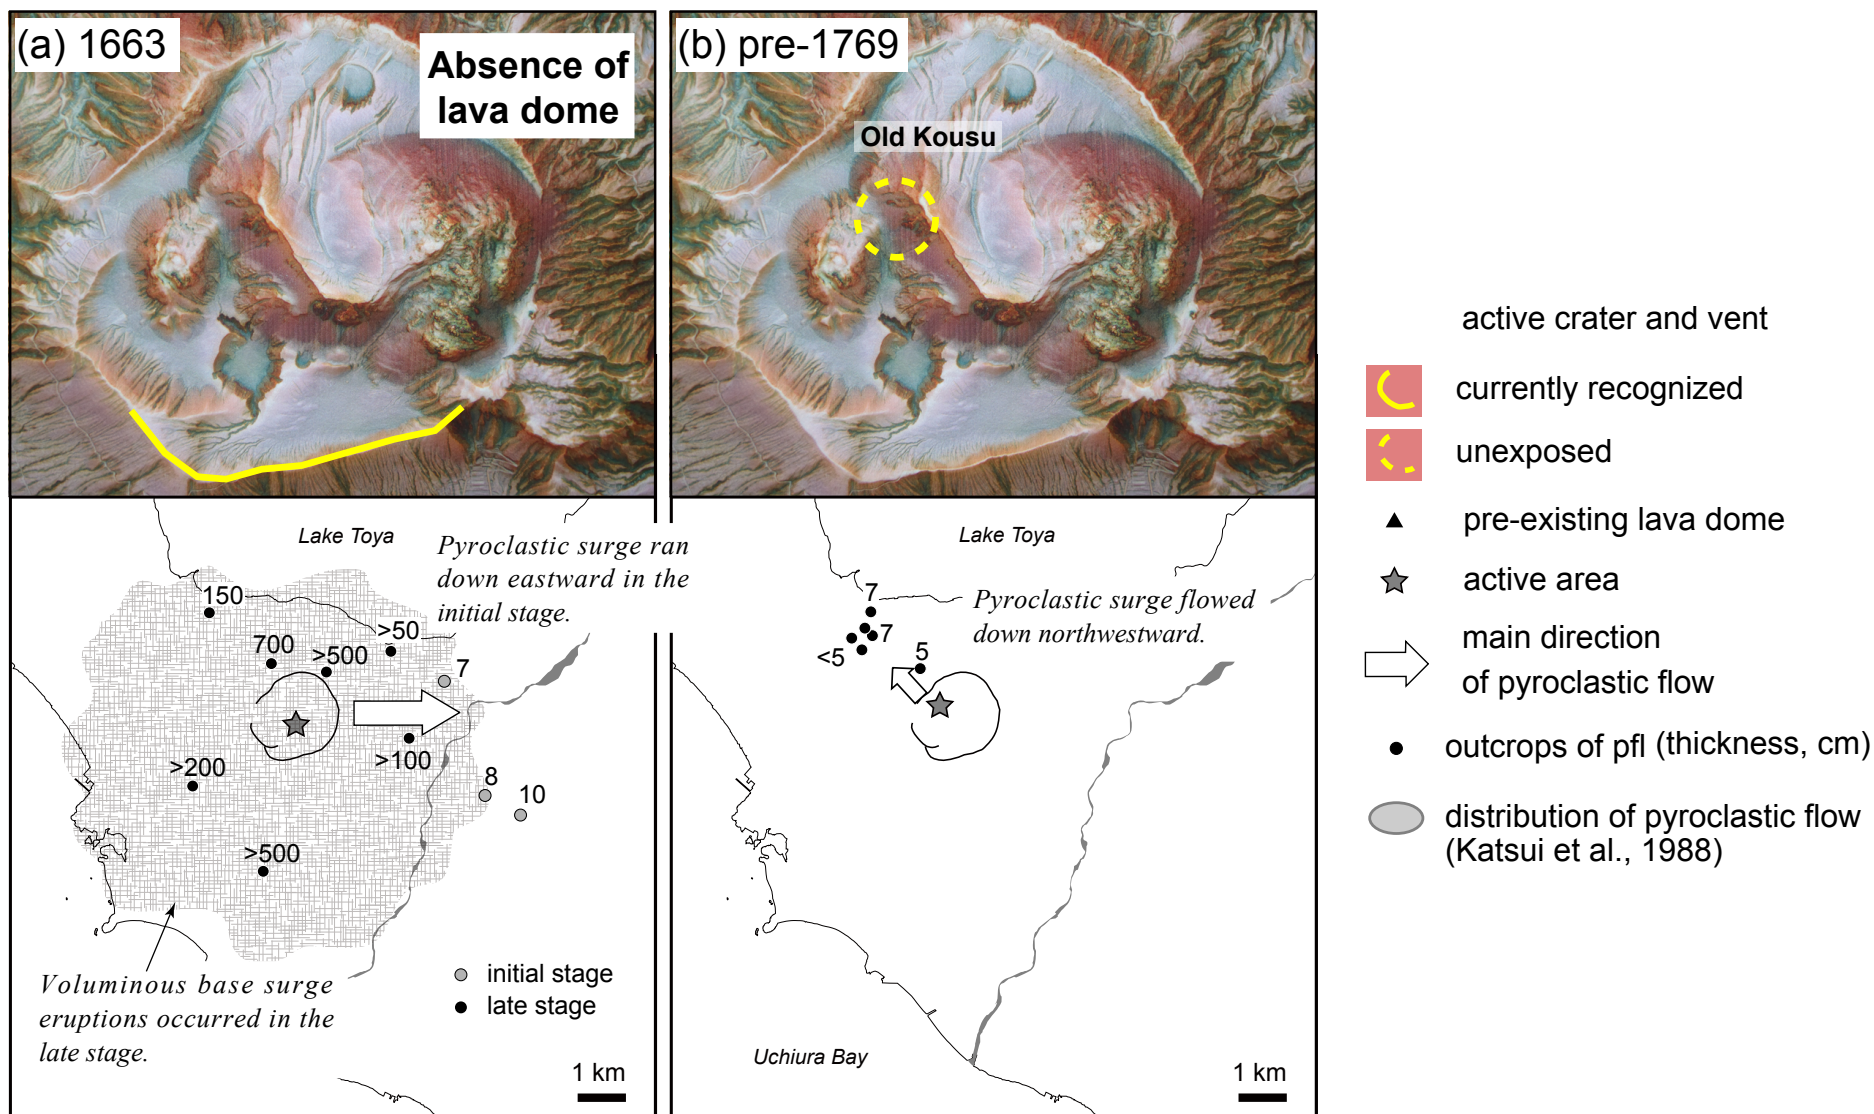 (a) 1663
Absence of
lava dome
Lake Toya
Pyroclastic surge ran
down eastward in the
initial stage.
150
700
>500
>50
7
>200
>100
8
10
>500
Voluminous base surge
eruptions occurred in the
late stage.
initial stage
late stage
1 km
(b) pre-1769
Old Kousu
Lake Toya
7
7
<5
5
Pyroclastic surge flowed
down northwestward.
Uchiura Bay
1 km
active crater and vent
currently recognized
unexposed
pre-existing lava dome
active area
main direction
of pyroclastic flow
outcrops of pfl (thickness, cm)
distribution of pyroclastic flow
(Katsui et al., 1988)